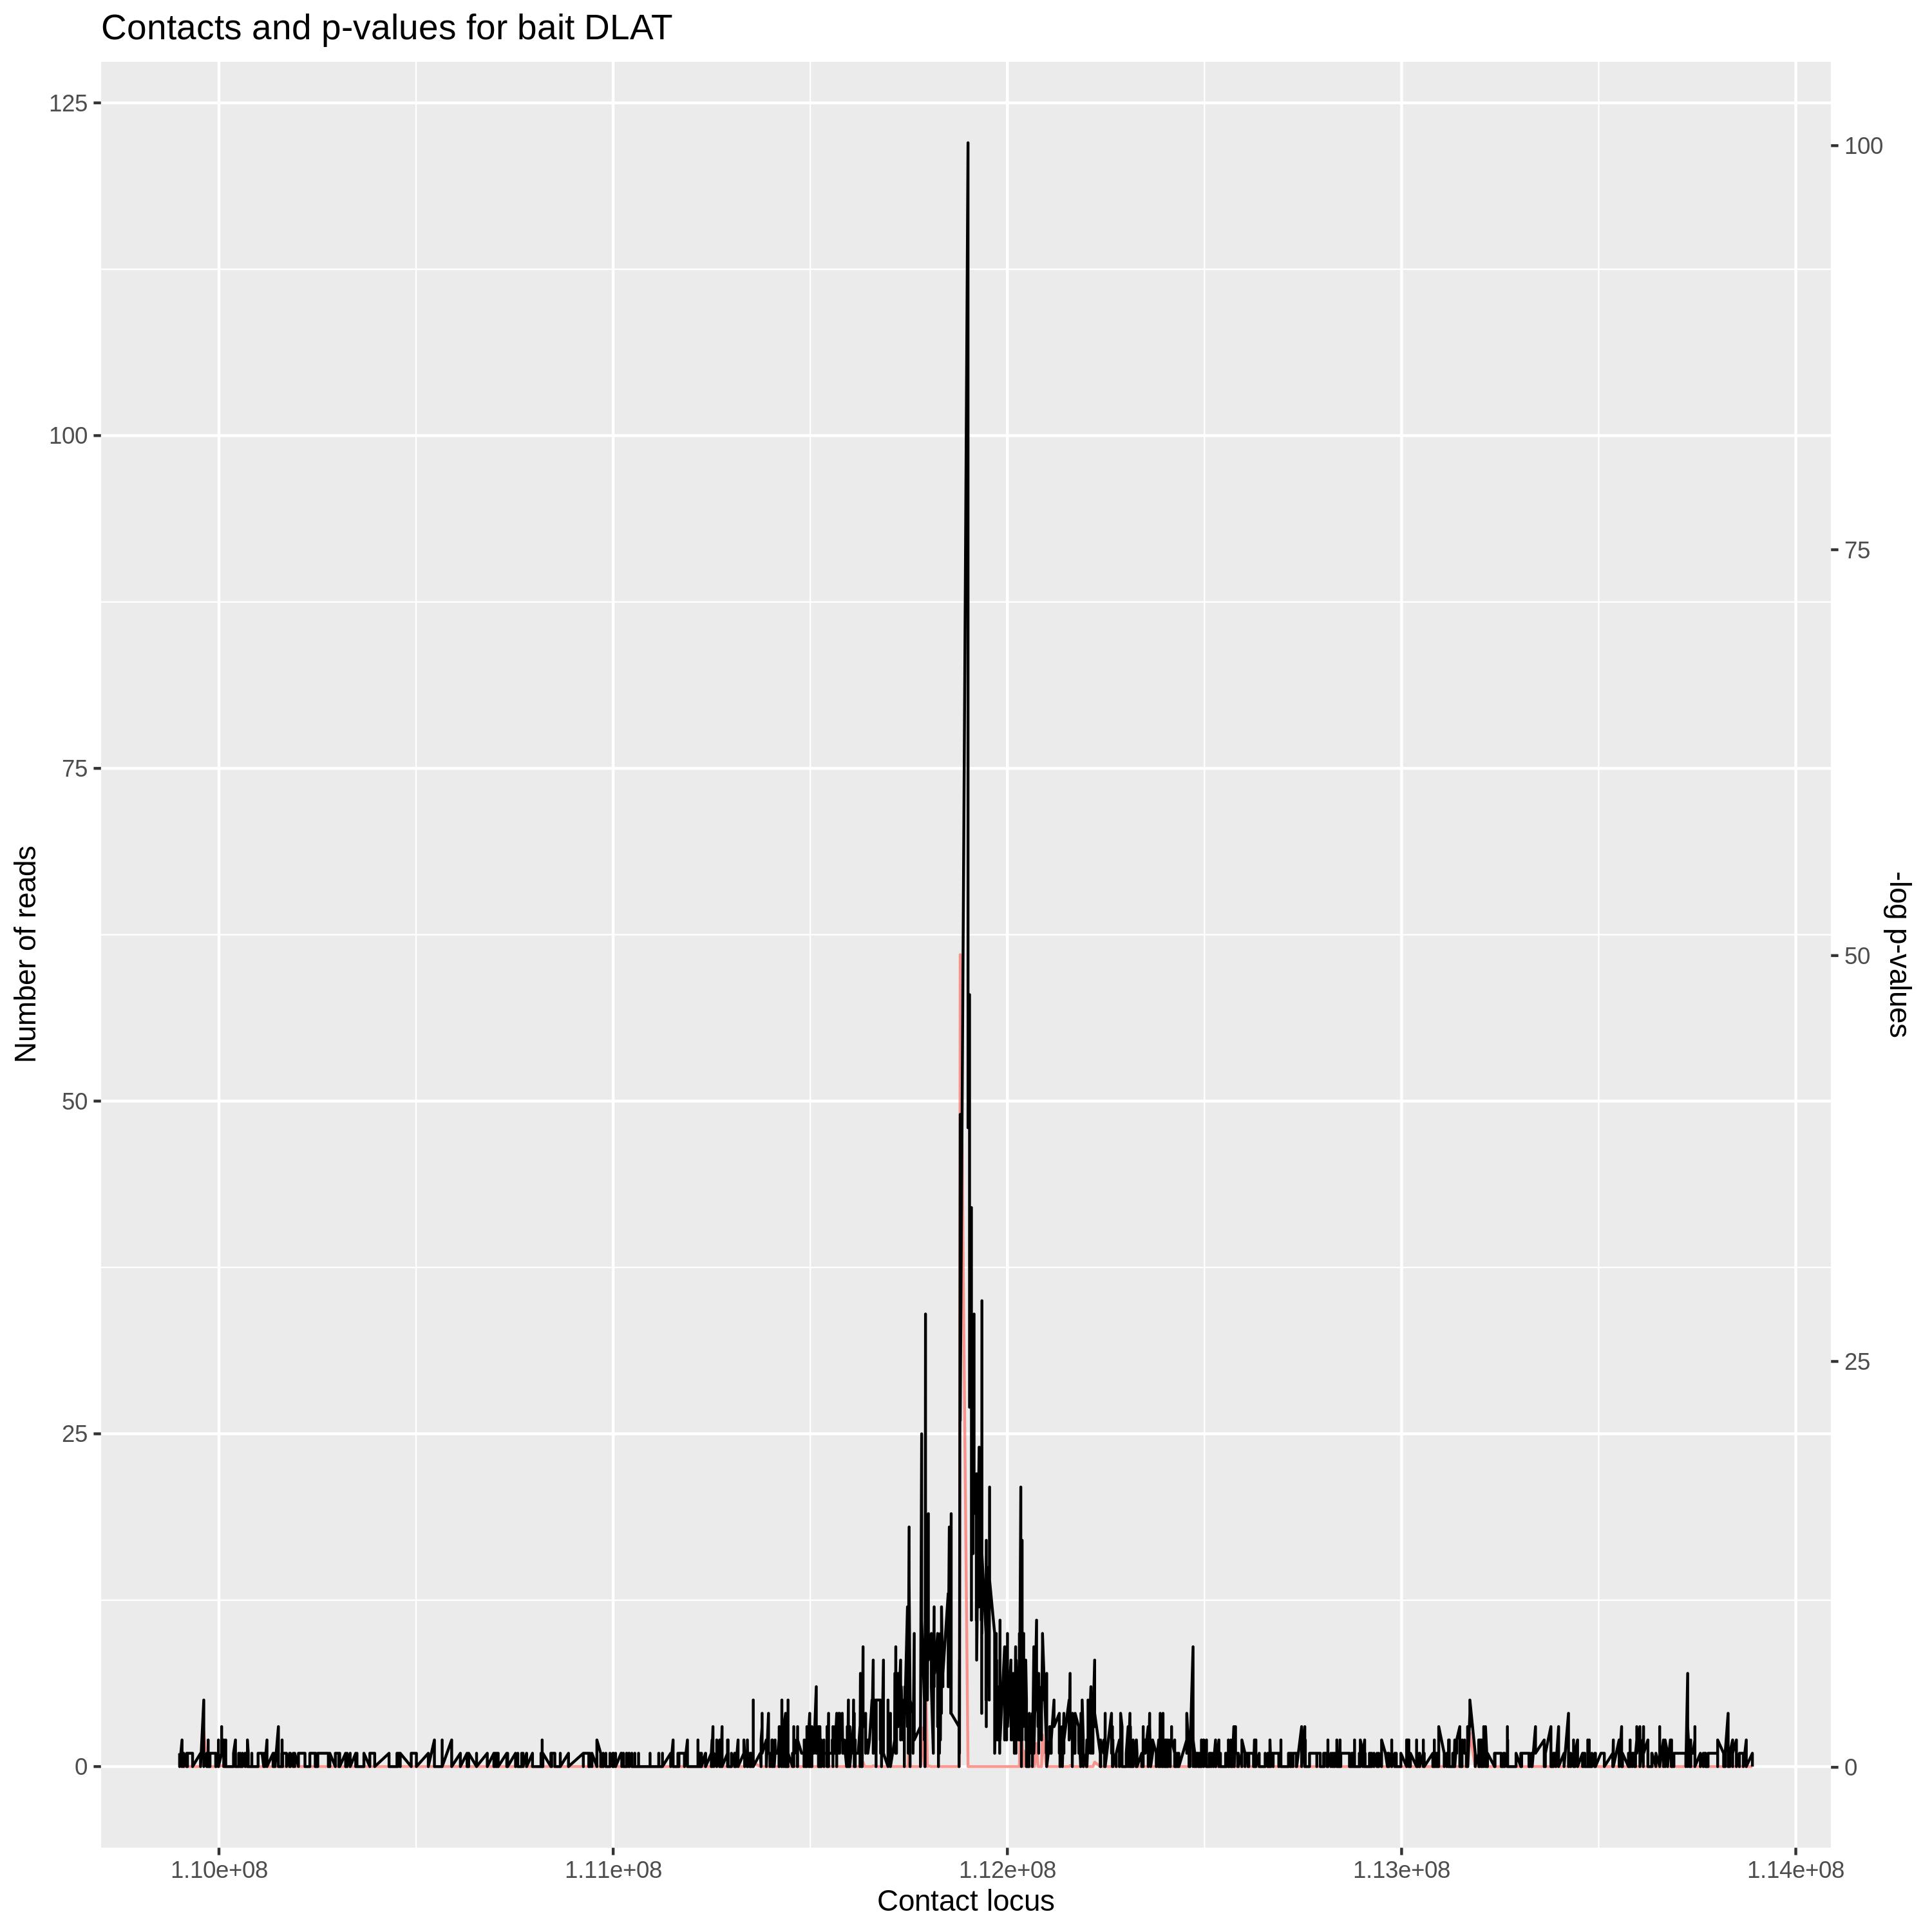 Contacts and p-values for bait DLAT
125
100
75
50
25
0
Number of reads
100
75
50
25
0
-log p-values
1.10e+08
1.11e+08
1.12e+08
1.13e+08
1.14e+08
Contact locus